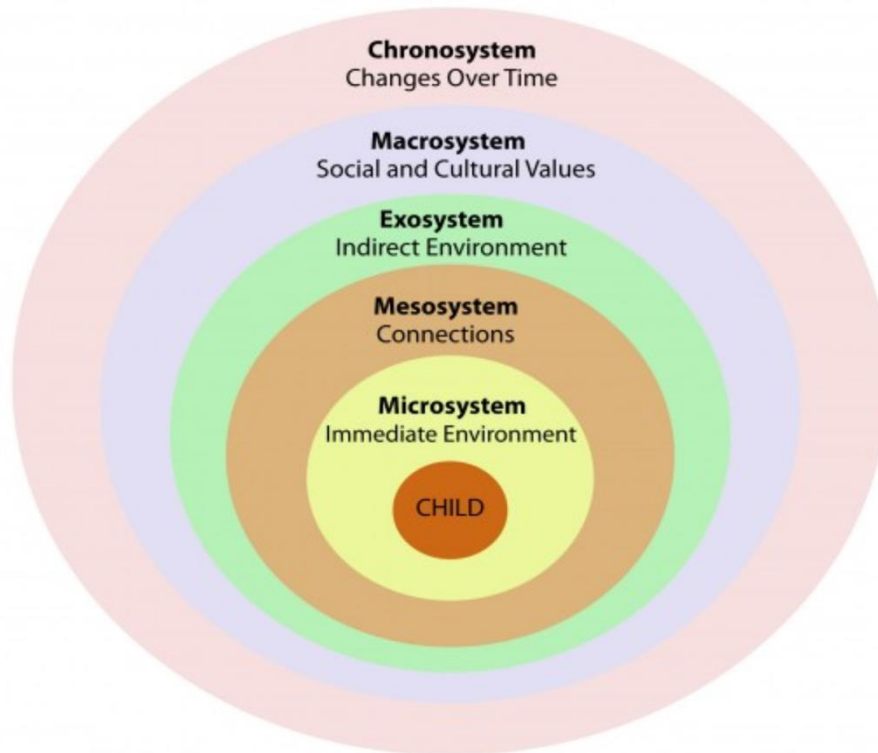 Chronosystem
Changes Over Time
Macrosystem
Social and Cultural Values
Exosystem
Indirect Environment
Mesosystem
Connections
Microsystem
Immediate Environment
CHILD